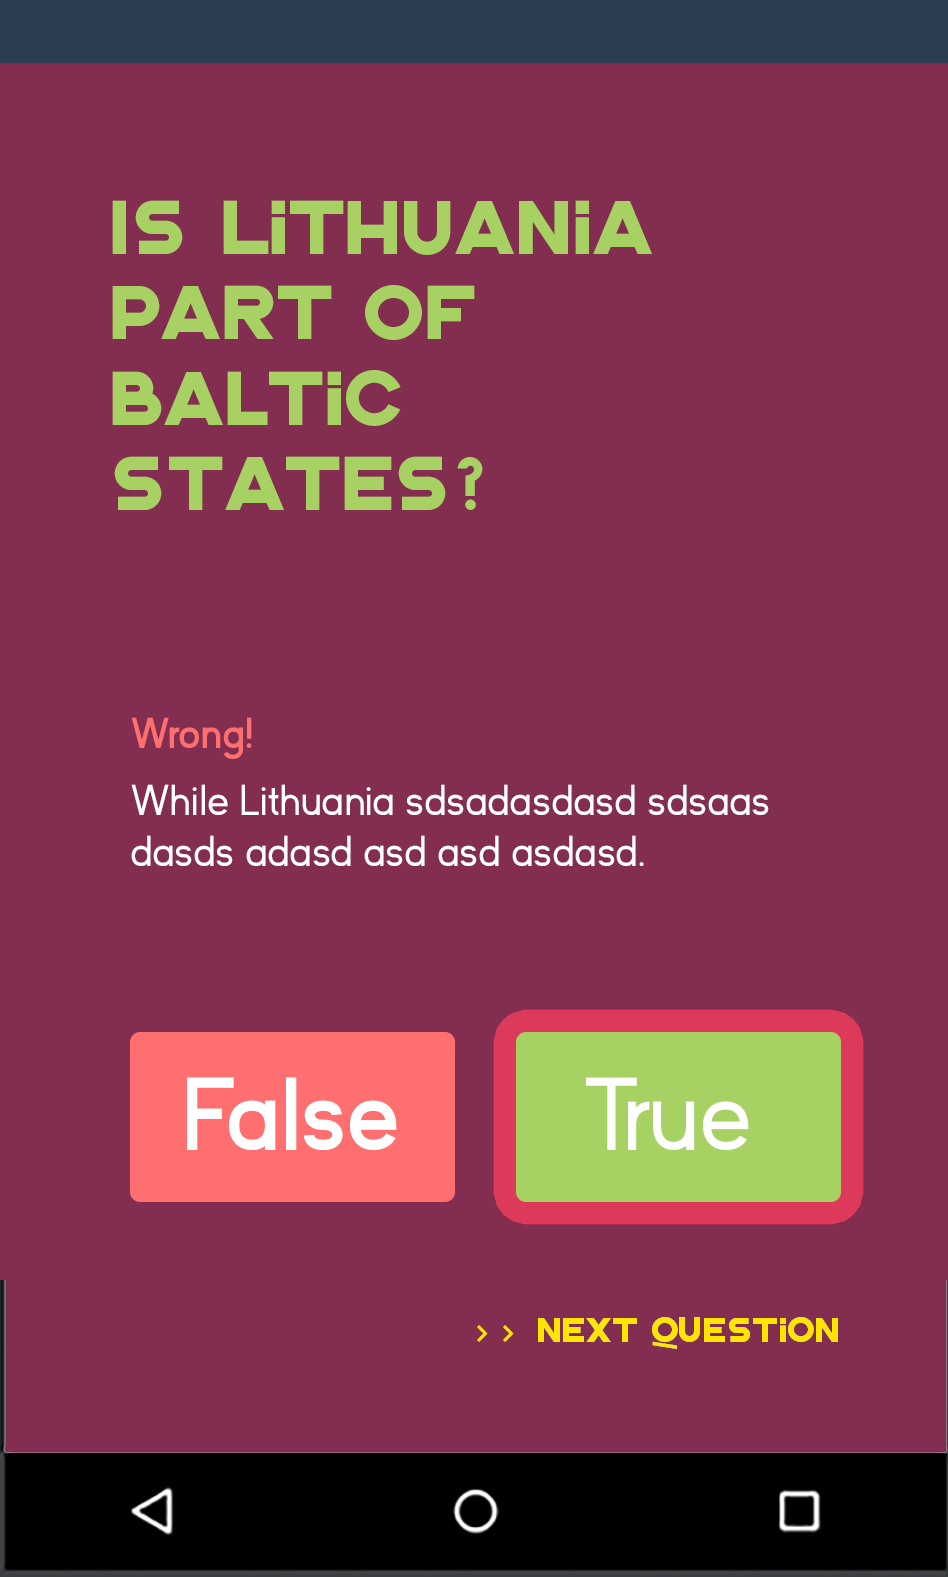 IS LiTHUANiA
PART OF
BALTiC
STATES?
Wrong!
While Lithuania sdsadasdasd sdsaas
dasds adasd asd asd asdasd.
False
True
>> NEXT QUESTiON